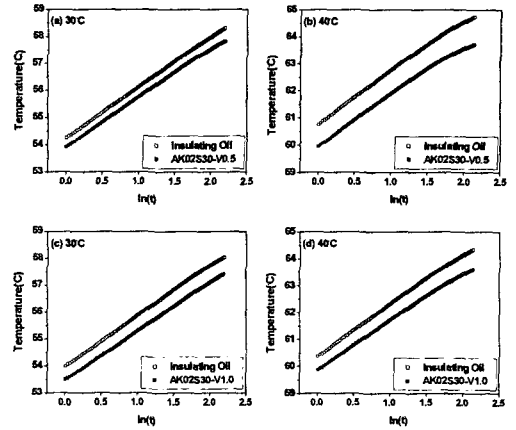 (a) 30℃
Temperature(℃)
59
58
57
56
55
54
53
Insulating Oil
AK02S30-V0.5
0.0 0.5 1.0 1.5 2.0 2.5
ln(t)
(b) 40℃
Temperature(℃)
65
64
63
62
61
60
59
Insulating Oil
AK02S30-V0.5
0.0 0.5 1.0 1.5 2.0 2.5
ln(t)
(c) 30℃
Temperature(℃)
59
58
57
56
55
54
53
Insulating Oil
AK02S30-V1.0
0.0 0.5 1.0 1.5 2.0 2.5
ln(t)
(d) 40℃
Temperature(℃)
65
64
63
62
61
60
59
Insulating Oil
AK02S30-V1.0
0.0 0.5 1.0 1.5 2.0 2.5
ln(t)